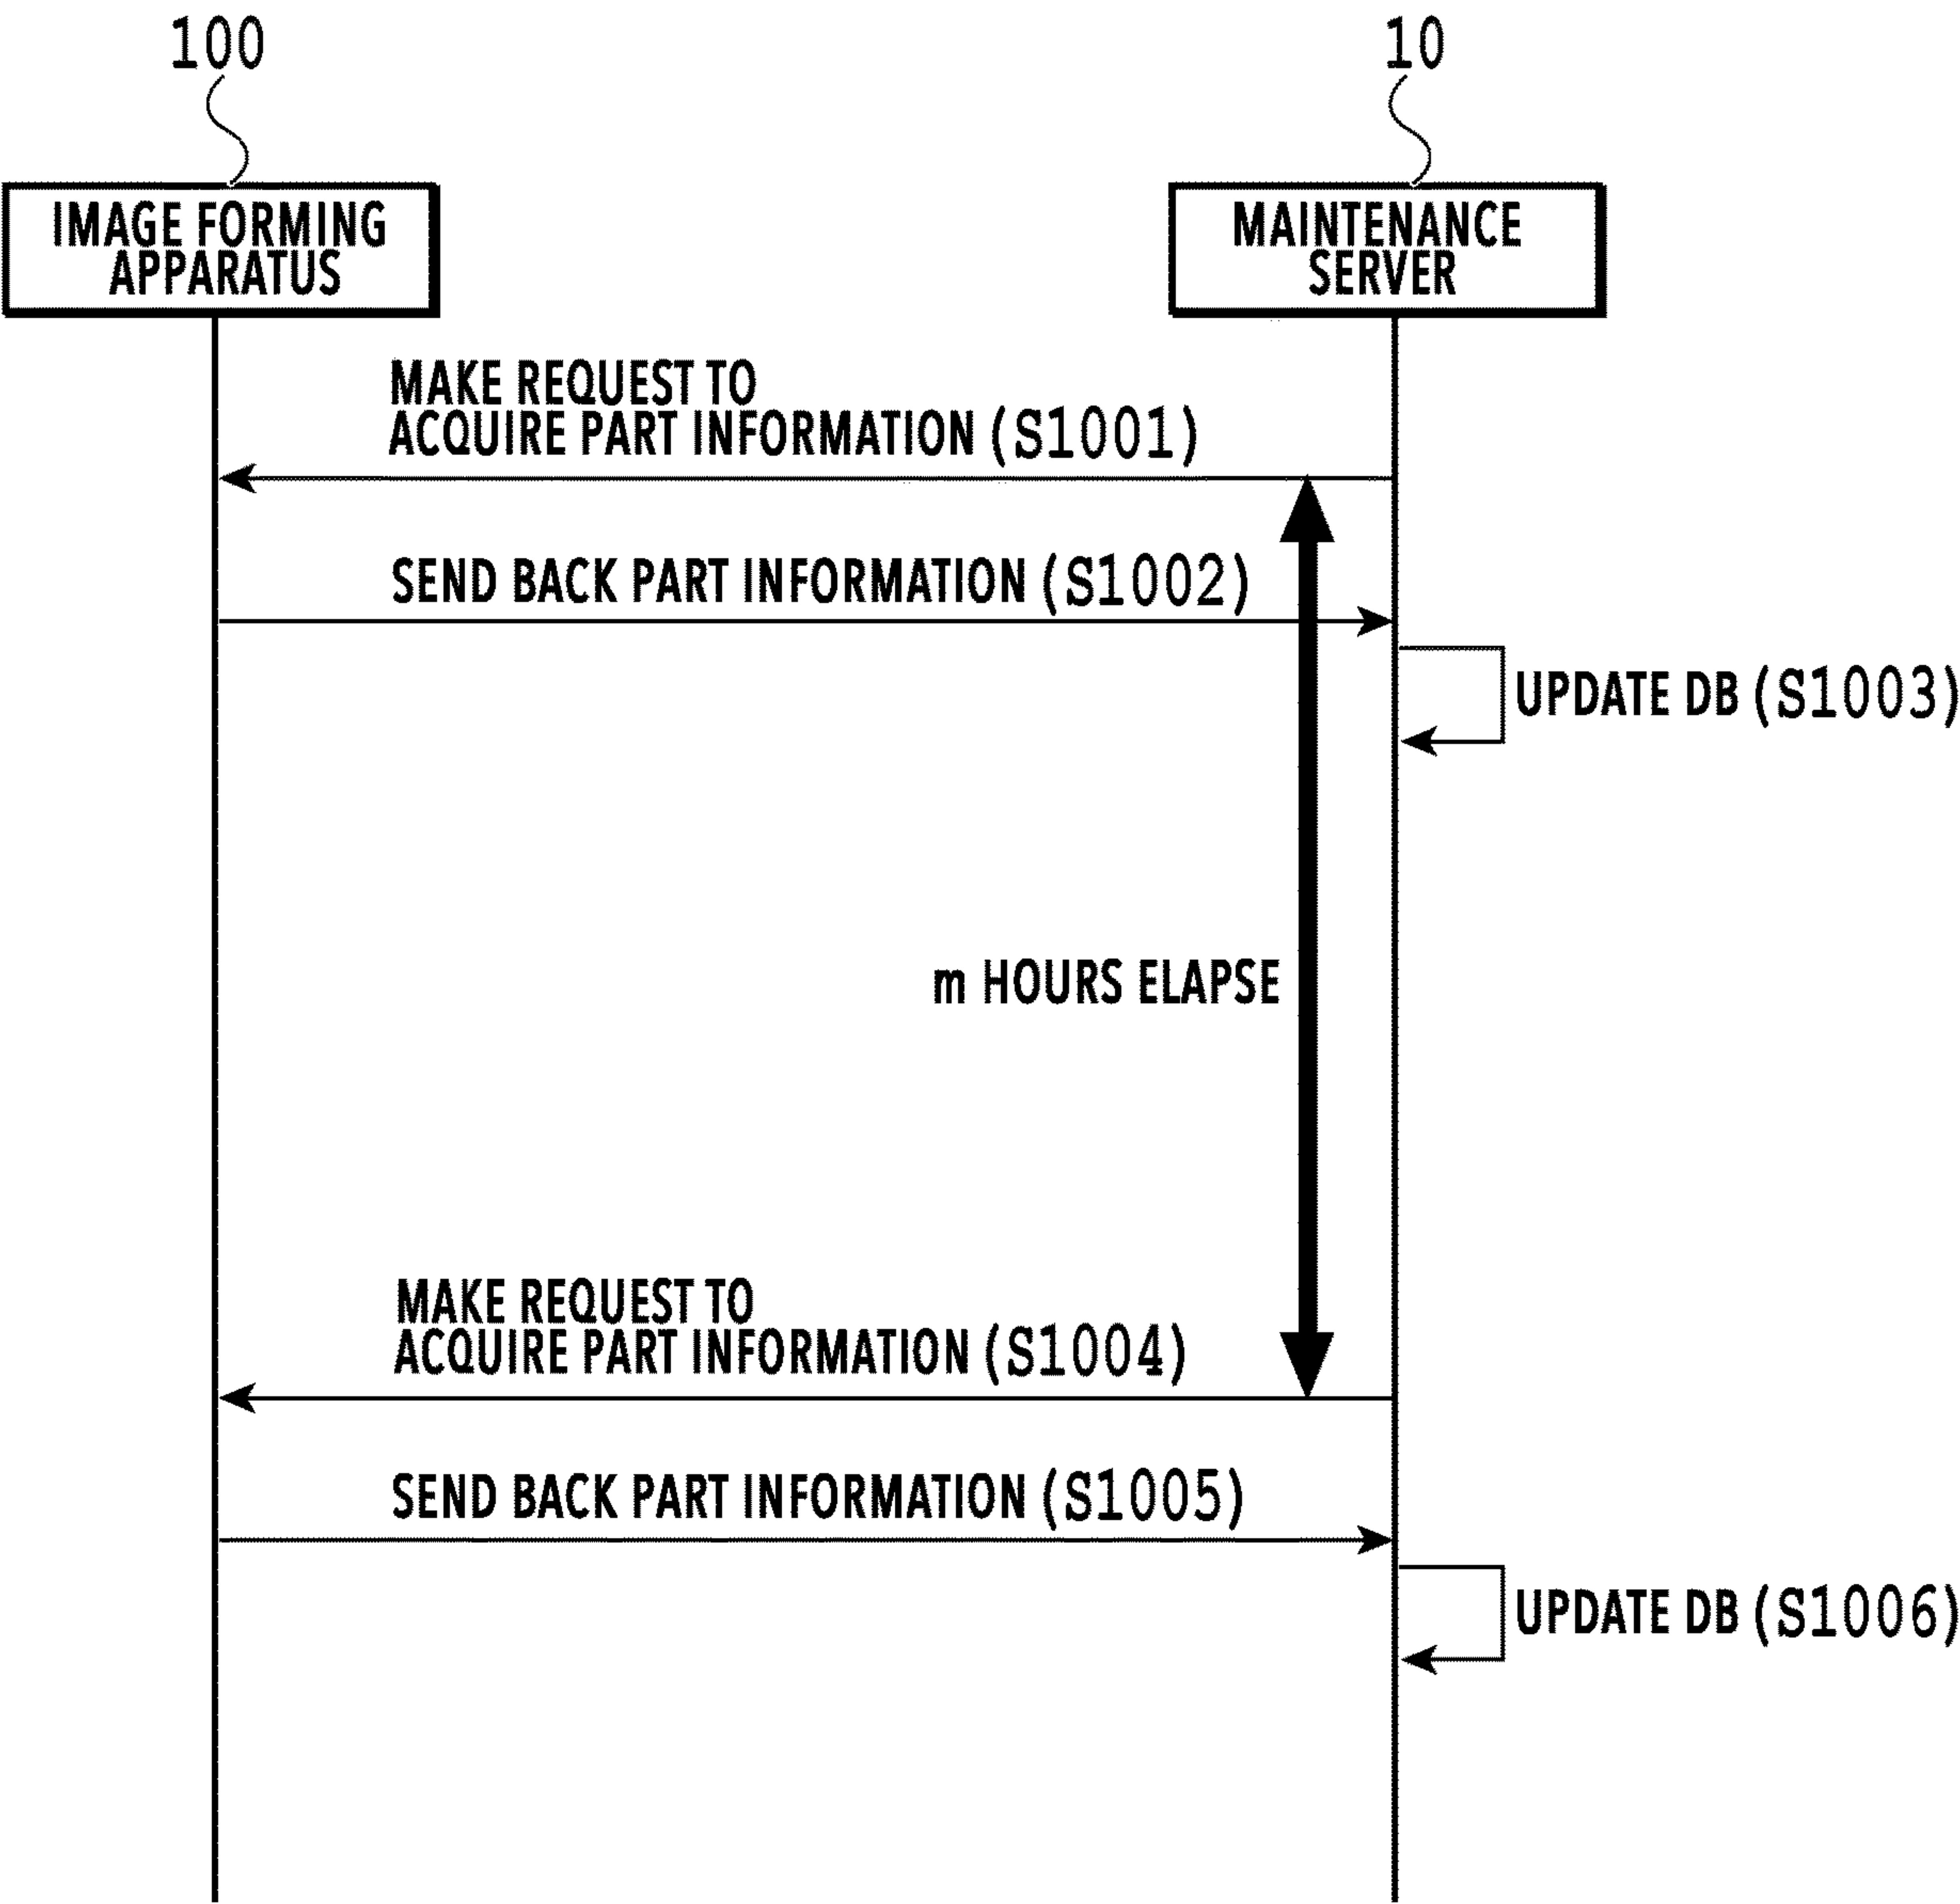 100
10
IMAGE FORMING
APPARATUS
MAINTENANCE
SERVER
MAKE REQUEST TO
ACQUIRE PART INFORMATION (S1001)
SEND BACK PART INFORMATION (S1002)
UPDATE DB (S1003)
m HOURS ELAPSE
MAKE REQUEST TO
ACQUIRE PART INFORMATION (S1004)
SEND BACK PART INFORMATION (S1005)
UPDATE DB (S1006)